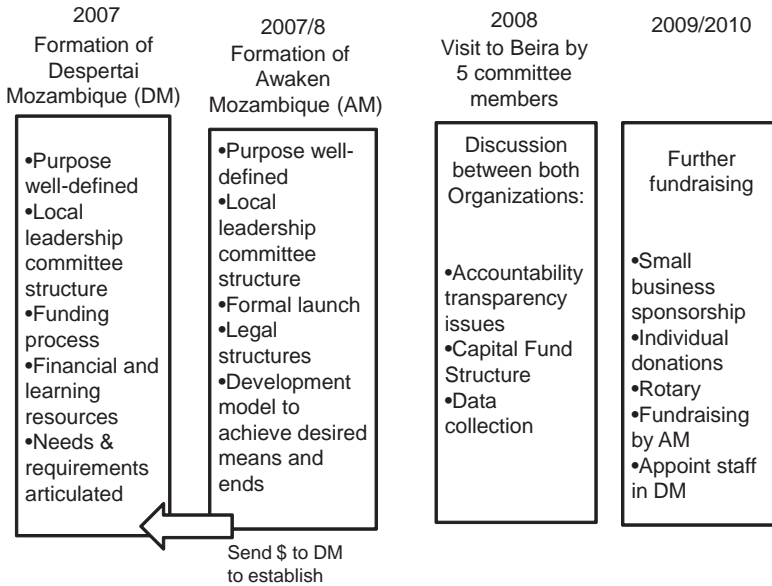 2007
Formation of
Despertai
Mozambique (DM)
•Purpose
well-defined
•Local
leadership
committee
structure
•Funding
process
•Financial and
learning
resources
•Needs &
requirements
articulated
2007/8
Formation of
Awaken
Mozambique (AM)
•Purpose well-
defined
•Local
leadership
committee
structure
•Formal launch
•Legal
structures
•Development
model to
achieve desired
means and
ends
Send $ to DM
to establish
2008
Visit to Beira by
5 committee
members
Discussion
between both
Organizations:
•Accountability
transparency
issues
•Capital Fund
Structure
•Data
collection
2009/2010
Further
fundraising
•Small
business
sponsorship
•Individual
donations
•Rotary
•Fundraising
by AM
•Appoint staff
in DM